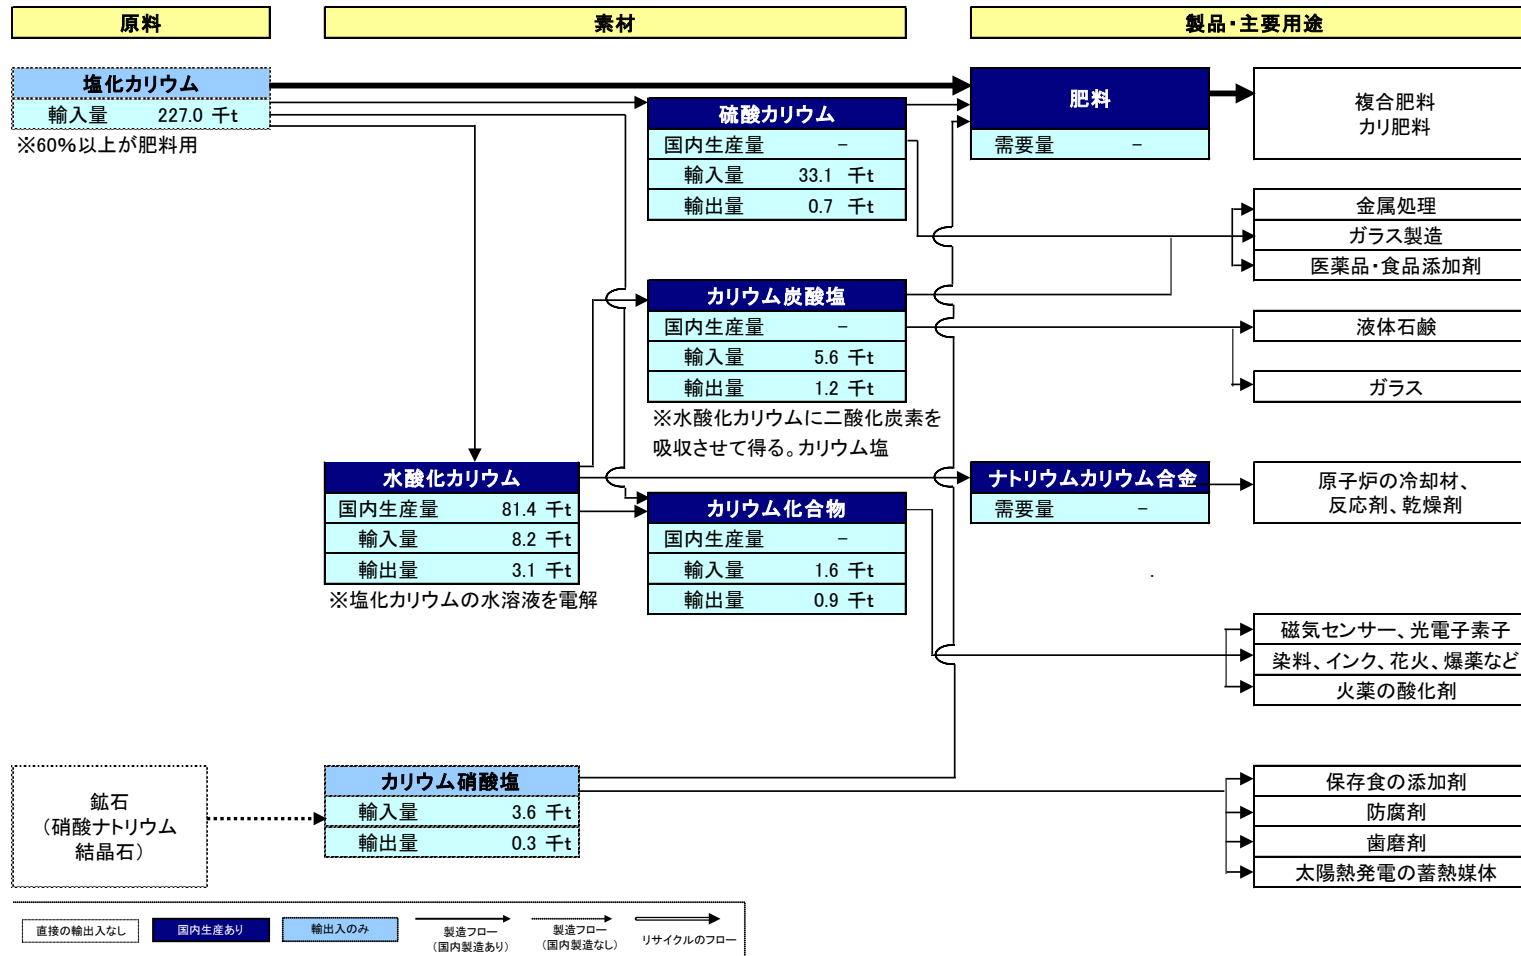 原料
素材
製品・主要用途
塩化カリウム
輸入量 227.0 千t
※60%以上が肥料用
硫酸カリウム
国内生産量 -
輸入量 33.1 千t
輸出量 0.7 千t
肥料
需要量 -
複合肥料
カリ肥料
金属処理
ガラス製造
医薬品・食品添加剤
カリウム炭酸塩
国内生産量 -
輸入量 5.6 千t
輸出量 1.2 千t
※水酸化カリウムに二酸化炭素を
吸収させて得る。カリウム塩
液体石鹸
ガラス
水酸化カリウム
国内生産量 81.4 千t
輸入量 8.2 千t
輸出量 3.1 千t
※塩化カリウムの水溶液を電解
カリウム化合物
国内生産量 -
輸入量 1.6 千t
輸出量 0.9 千t
ナトリウムカリウム合金
需要量 -
原子炉の冷却材、
反応剤、乾燥剤
磁気センサー、光電子素子
染料、インク、花火、爆薬など
火薬の酸化剤
鉱石
（硝酸ナトリウム
結晶石）
カリウム硝酸塩
輸入量 3.6 千t
輸出量 0.3 千t
保存食の添加剤
防腐剤
歯磨剤
太陽熱発電の蓄熱媒体
直接の輸出入なし
国内生産あり
輸出入のみ
製造フロー
（国内製造あり）
製造フロー
（国内製造なし）
リサイクルのフロー